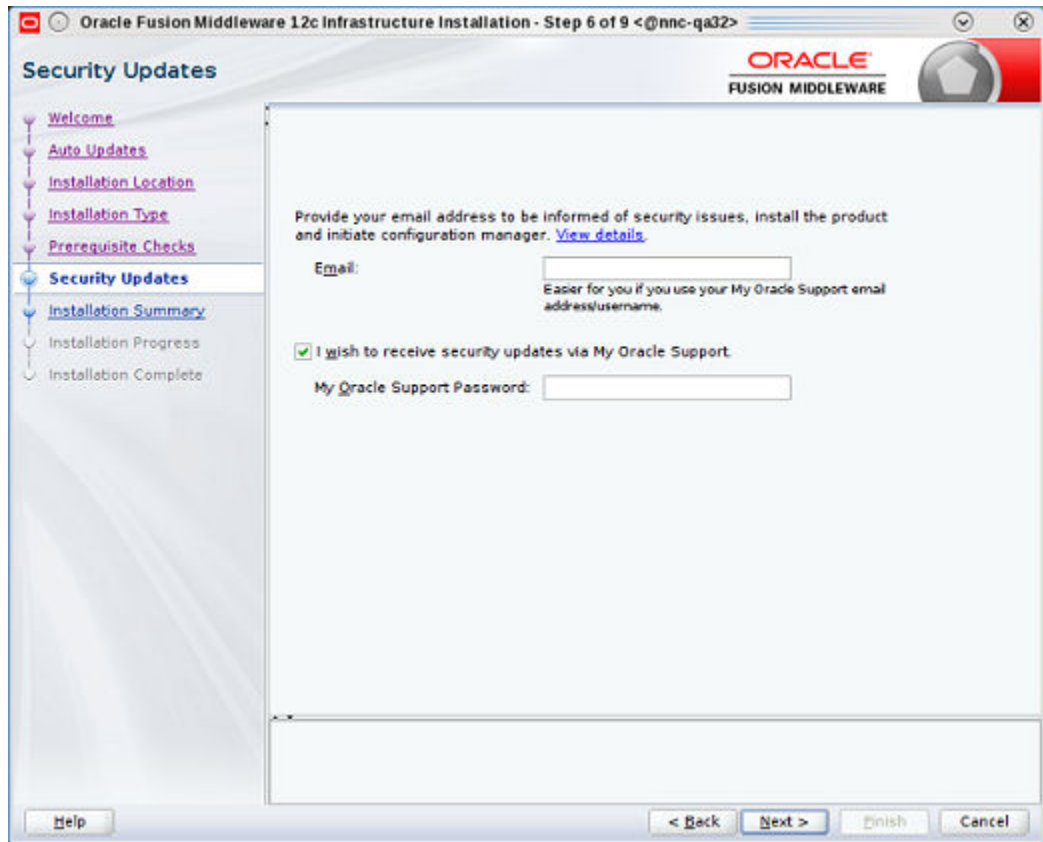 Oracle Fusion Middleware 12c Infrastructure Installation - Step 6 of 9 <@nnc-qa32>
Security Updates
ORACLE
FUSION MIDDLEWARE
Welcome
Auto Updates
Installation Location
Installation Type
Prerequisite Checks
Security Updates
Installation Summary
Installation Progress
Installation Complete
Provide your email address to be informed of security issues, install the product
and initiate configuration manager. View details.
Email:
Easier for you if you use your My Oracle Support email
address/username.
I wish to receive security updates via My Oracle Support.
My Oracle Support Password:
Help
< Back
Next >
Finish
Cancel